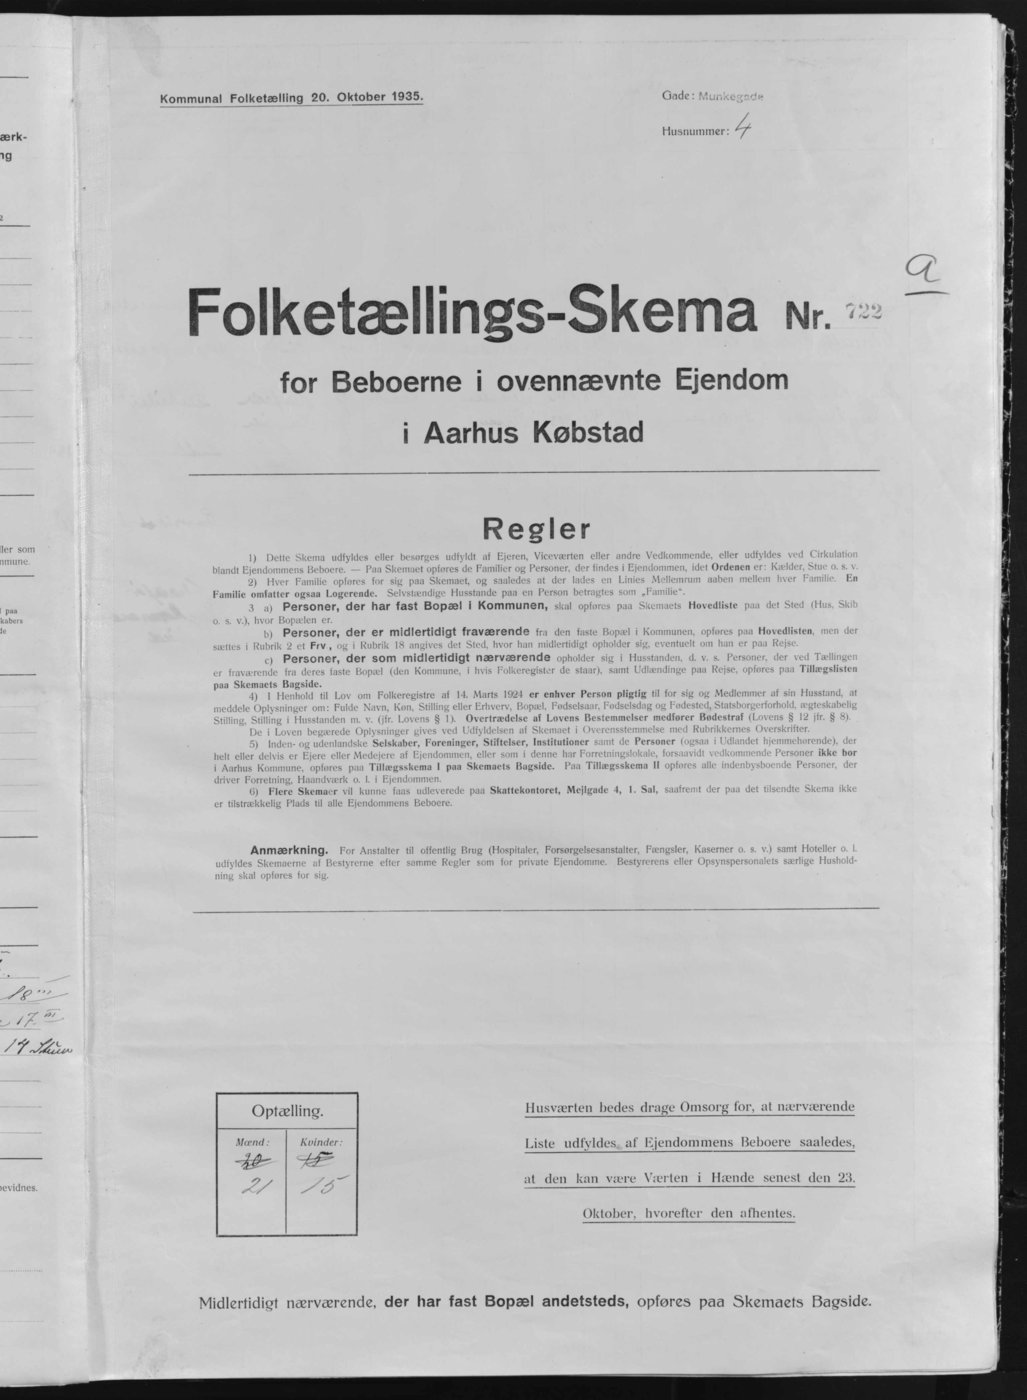 Kommunal Folketælling 20. Oktober 1935.
Gade: Munkegade
Husnummer: 4
a
Folketællings-Skema Nr. 722
for Beboerne i ovennævnte Ejendom
i Aarhus Købstad
Regler
1) Dette Skema udfyldes eller besørges udfyldt af Ejeren, Viceværten eller andre Vedkommende, eller udfyldes ved Cirkulation
blandt Ejendommens Beboere. — Paa Skemaet opføres de Familier og Personer, der findes i Ejendommen, idet Ordenen er: Kælder, Stue o. s. v.
2) Hver Familie opføres for sig paa Skemaet, og saaledes at der lades en Linies Mellemrum aaben mellem hver Familie. En
Familie omfatter ogsaa Logerende. Selvstændige Husstande paa en Person betragtes som „Familie“.
3 a) Personer, der har fast Bopæl i Kommunen, skal opføres paa Skemaets Hovedliste paa det Sted (Hus, Skib
o. s. v.), hvor Bopælen er.
b) Personer, der er midlertidigt fraværende fra den faste Bopæl i Kommunen, opføres paa Hovedlisten, men der
sættes i Rubrik 2 et Frv., og i Rubrik 18 angives det Sted, hvor han midlertidigt opholder sig, eventuelt om han er paa Rejse.
c) Personer, der som midlertidigt nærværende opholder sig i Husstanden, d. v. s. Personer, der ved Tællingen
er fraværende fra deres faste Bopæl (den Kommune, i hvis Folkeregister de staar), samt Udlændinge paa Rejse, opføres paa Tillægslisten
paa Skemaets Bagside.
4) I Henhold til Lov om Folkeregistre af 14. Marts 1924 er enhver Person pligtig til for sig og Medlemmer af sin Husstand, at
meddele Oplysninger om: Fulde Navn, Køn, Stilling eller Erhverv, Bopæl, Fødselsaar, Fødselsdag og Fødested, Statsborgerforhold, ægteskabelig
Stilling, Stilling i Husstanden m. v. (jfr. Lovens § 1). Overtrædelse af Lovens Bestemmelser medfører Bødestraf (Lovens § 12 jfr. § 8).
De i Loven begærede Oplysninger gives ved Udfyldelsen af Skemaet i Overensstemmelse med Rubrikkernes Overskrifter.
5) Inden- og udenlandske Selskaber, Foreninger, Stiftelser, Institutioner samt de Personer (ogsaa i Udlandet hjemmehørende), der
helt eller delvis er Ejere eller Medejere af Ejendommen, eller som i denne har Forretningslokale, forsaavidt vedkommende Personer ikke bor
i Aarhus Kommune, opføres paa Tillægsskema I paa Skemaets Bagside. Paa Tillægsskema II opføres alle indenbysboende Personer, der
driver Forretning, Haandværk o. l. i Ejendommen.
6) Flere Skemaer vil kunne faas udleverede paa Skattekontoret, Mejlgade 4, 1. Sal, saafremt der paa det tilsendte Skema ikke
er tilstrækkelig Plads til alle Ejendommens Beboere.
Anmærkning. For Anstalter til offentlig Brug (Hospitaler, Forsørgelsesanstalter, Fængsler, Kaserner o. s. v.) samt Hoteller o. l.
udfyldes Skemaerne af Bestyrerne efter samme Regler som for private Ejendomme. Bestyrerens eller Opsynspersonalets særlige Hushold-
ning skal opføres for sig.
Optælling.
Mænd: Kvinder:
20 15
21 15
Husværten bedes drage Omsorg for, at nærværende
Liste udfyldes af Ejendommens Beboere saaledes,
at den kan være Værten i Hænde senest den 23.
Oktober, hvorefter den afhentes.
Midlertidigt nærværende, der har fast Bopæl andetsteds, opføres paa Skemaets Bagside.